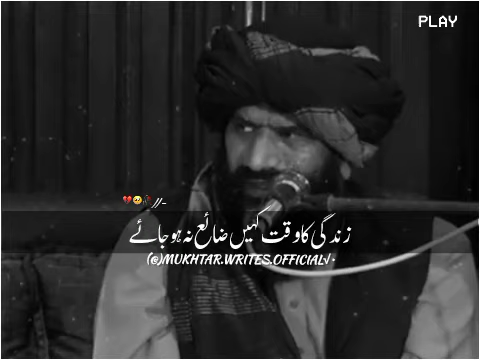 PLAY
💔🥺🥀//-
زندگی کا وقت کہیں ضائع نہ ہو جائے
(@)MUKHTAR.WRITES.OFFICIAL√•